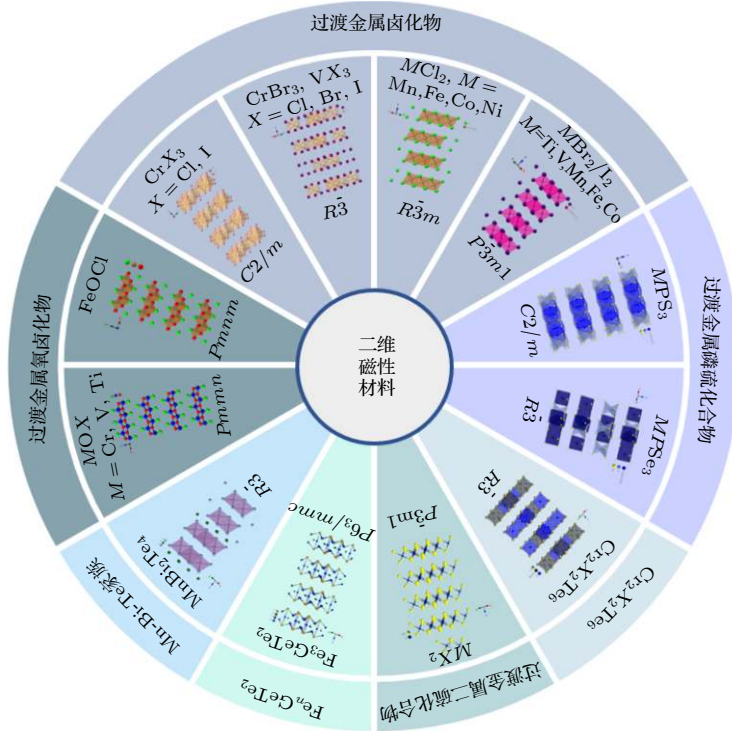 过渡金属卤化物
CrX₃
X = Cl, I
C2/m
CrBr₃, VX₃
X = Cl, Br, I
R3̄
MCl₂, M =
Mn,Fe,Co,Ni
R3̄m
MBr₂/I₂
M=Ti,V,Mn,Fe,Co
P3̄m1
过渡金属磷硫化合物
MPS₃
C2/m
MPSe₃
R3̄
Cr₂X₂Te₆
Cr₂X₂Te₆
R3̄
过渡金属二硫化合物
P3̄m1
MX₂
FeₙGeTe₂
P6₃/mmc
Fe₃GeTe₂
Mn-Bi-Te家族
R3̄
MnBi₂Te₄
过渡金属氧卤化物
MOX
M = Cr, V, Ti
Pmmn
FeOCl
Pmnm
二维
磁性
材料